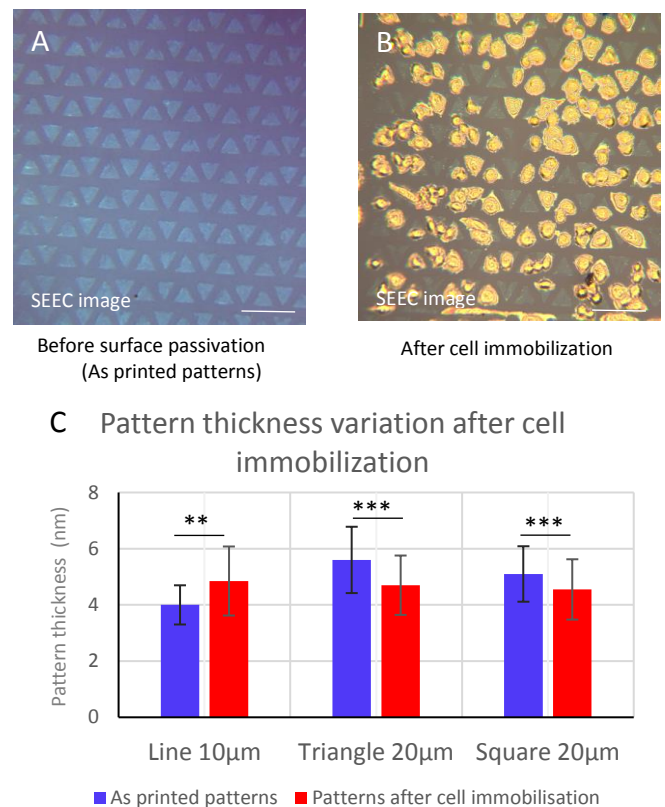 A
B
SEEC image
SEEC image
Before surface passivation
(As printed patterns)
After cell immobilization
C Pattern thickness variation after cell
immobilization
8
6
4
2
0
Pattern thickness (nm)
**
***
***
Line 10µm Triangle 20µm Square 20µm
As printed patterns Patterns after cell immobilisation